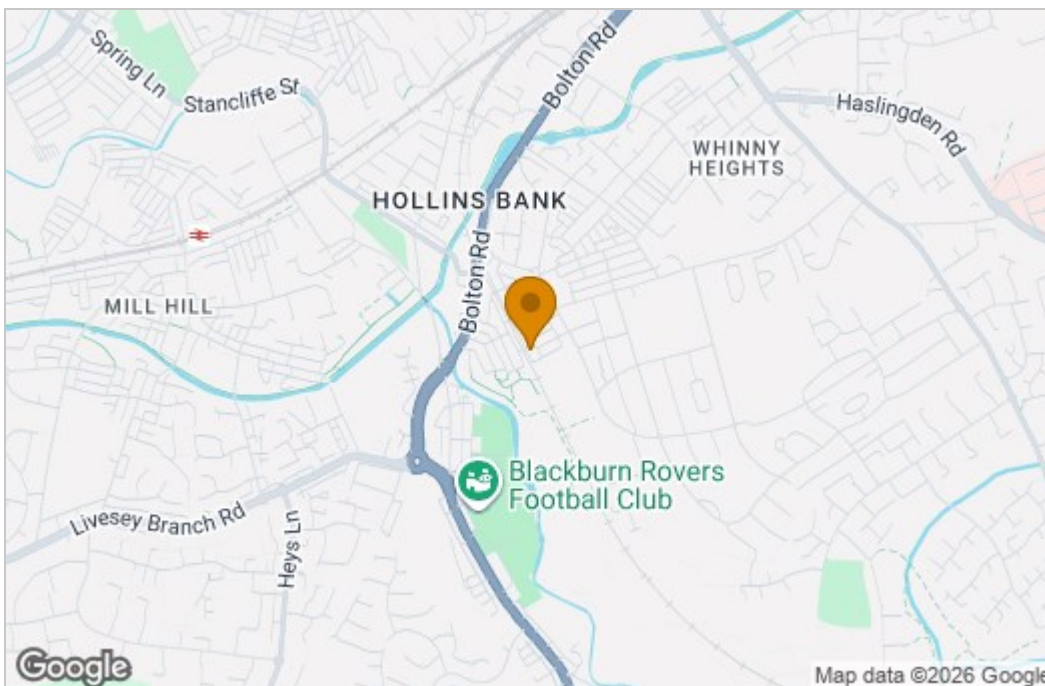 Spring Ln
Stancliffe St
Bolton Rd
Haslingden Rd
WHINNY
HEIGHTS
HOLLINS BANK
Bolton Rd
MILL HILL
Blackburn Rovers
Football Club
Livesey Branch Rd
Heys Ln
Google
Map data ©2026 Google